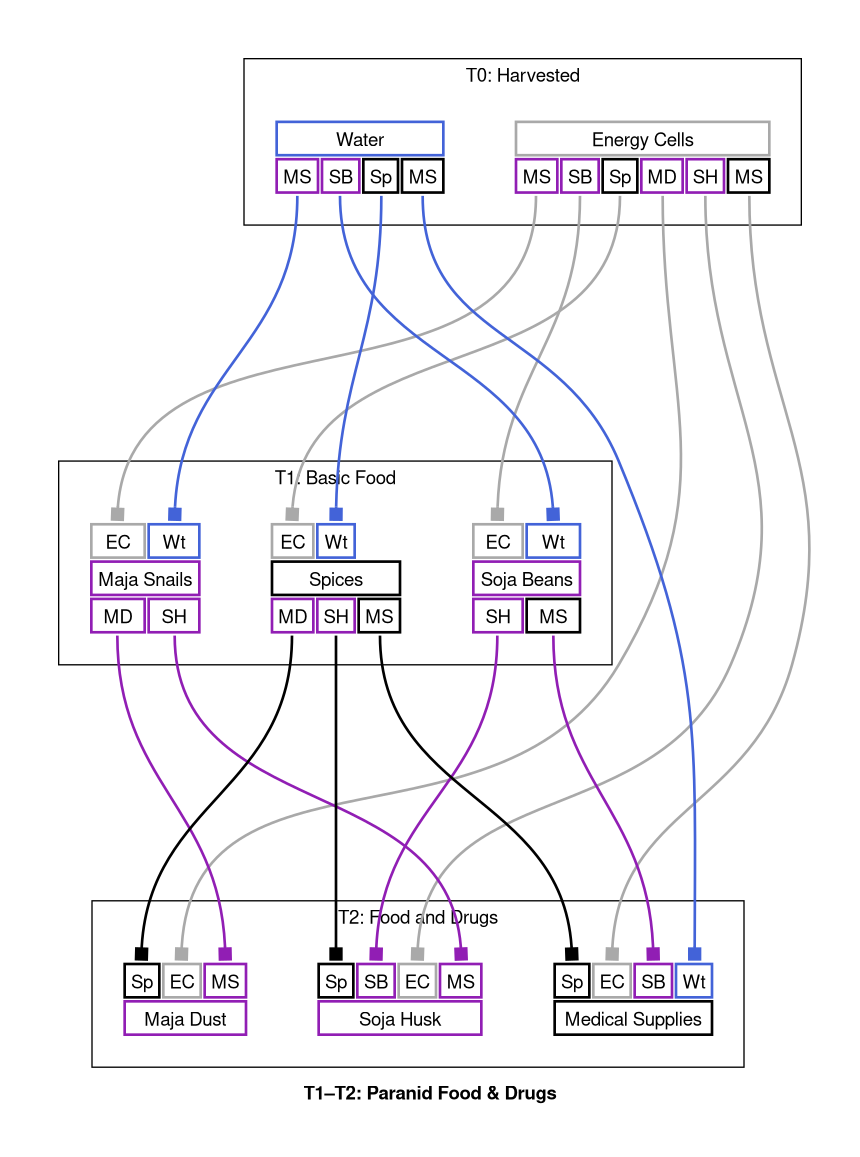 T0: Harvested
Water Energy Cells
MS SB Sp MS MS SB Sp MD SH MS
T1. Basic Food
EC Wt EC Wt EC Wt
Maja Snails Spices Soja Beans
MD SH MD SH MS SH MS
T2: Food and Drugs
Sp EC MS Sp SB EC MS Sp EC SB Wt
Maja Dust Soja Husk Medical Supplies
T1–T2: Paranid Food & Drugs